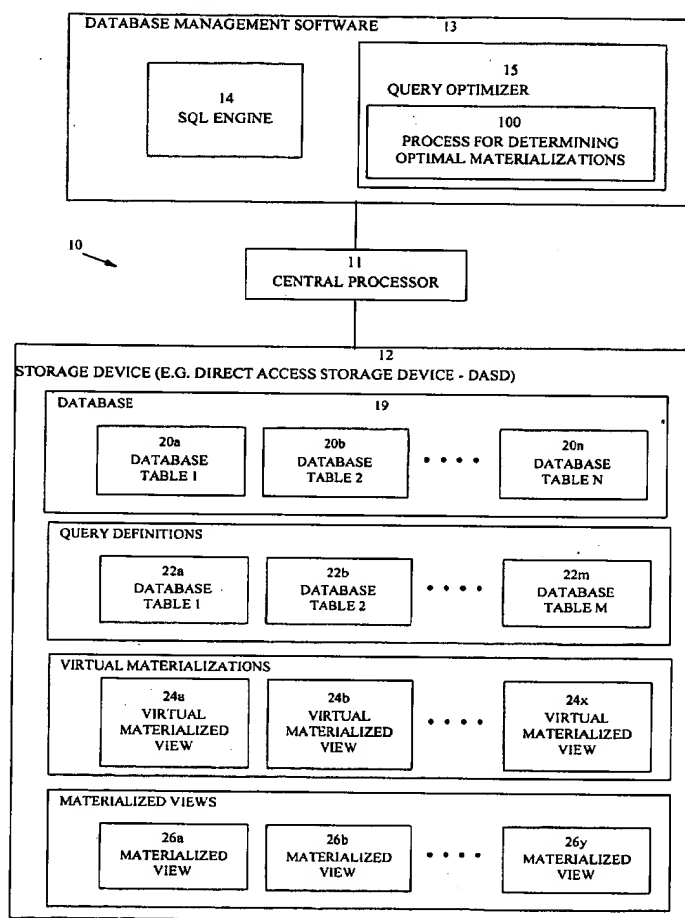 DATABASE MANAGEMENT SOFTWARE 13
14
SQL ENGINE
15
QUERY OPTIMIZER
100
PROCESS FOR DETERMINING
OPTIMAL MATERIALIZATIONS
10
11
CENTRAL PROCESSOR
12
STORAGE DEVICE (E.G. DIRECT ACCESS STORAGE DEVICE - DASD)
DATABASE 19
20a
DATABASE
TABLE 1
20b
DATABASE
TABLE 2
20n
DATABASE
TABLE N
QUERY DEFINITIONS
22a
DATABASE
TABLE 1
22b
DATABASE
TABLE 2
22m
DATABASE
TABLE M
VIRTUAL MATERIALIZATIONS
24a
VIRTUAL
MATERIALIZED
VIEW
24b
VIRTUAL
MATERIALIZED
VIEW
24x
VIRTUAL
MATERIALIZED
VIEW
MATERIALIZED VIEWS
26a
MATERIALIZED
VIEW
26b
MATERIALIZED
VIEW
26y
MATERIALIZED
VIEW